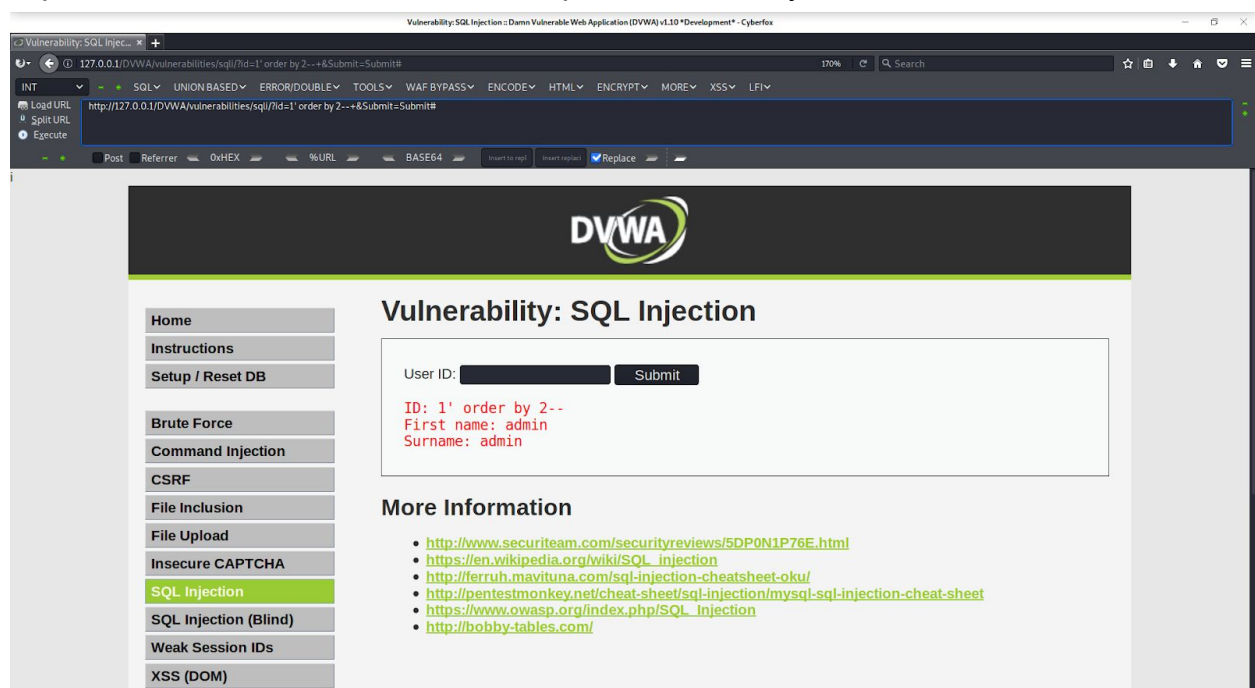 Vulnerability: SQL Injection :: Damn Vulnerable Web Application (DVWA) v1.10 *Development* - Cyberfox
Vulnerability: SQL Injec...
127.0.0.1/DVWA/vulnerabilities/sqli/?id=1' order by 2--+&Submit=Submit#
170%
Search
INT
SQL
UNION BASED
ERROR/DOUBLE
TOOLS
WAF BYPASS
ENCODE
HTML
ENCRYPT
MORE
XSS
LFI
Load URL
http://127.0.0.1/DVWA/vulnerabilities/sqli/?id=1' order by 2--+&Submit=Submit#
Split URL
Execute
Post
Referrer
0xHEX
%URL
BASE64
Insert to repl
Insert replaci
Replace
i
DVWA
Home
Instructions
Setup / Reset DB
Brute Force
Command Injection
CSRF
File Inclusion
File Upload
Insecure CAPTCHA
SQL Injection
SQL Injection (Blind)
Weak Session IDs
XSS (DOM)
Vulnerability: SQL Injection
User ID:
Submit
ID: 1' order by 2--
First name: admin
Surname: admin
More Information
http://www.securiteam.com/securityreviews/5DP0N1P76E.html
https://en.wikipedia.org/wiki/SQL_injection
http://ferruh.mavituna.com/sql-injection-cheatsheet-oku/
http://pentestmonkey.net/cheat-sheet/sql-injection/mysql-sql-injection-cheat-sheet
https://www.owasp.org/index.php/SQL_Injection
http://bobby-tables.com/